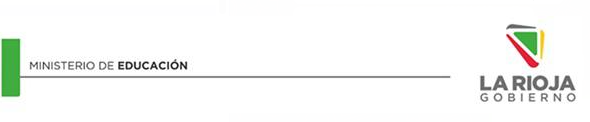 MINISTERIO DE EDUCACIÓN
LA RIOJA
GOBIERNO